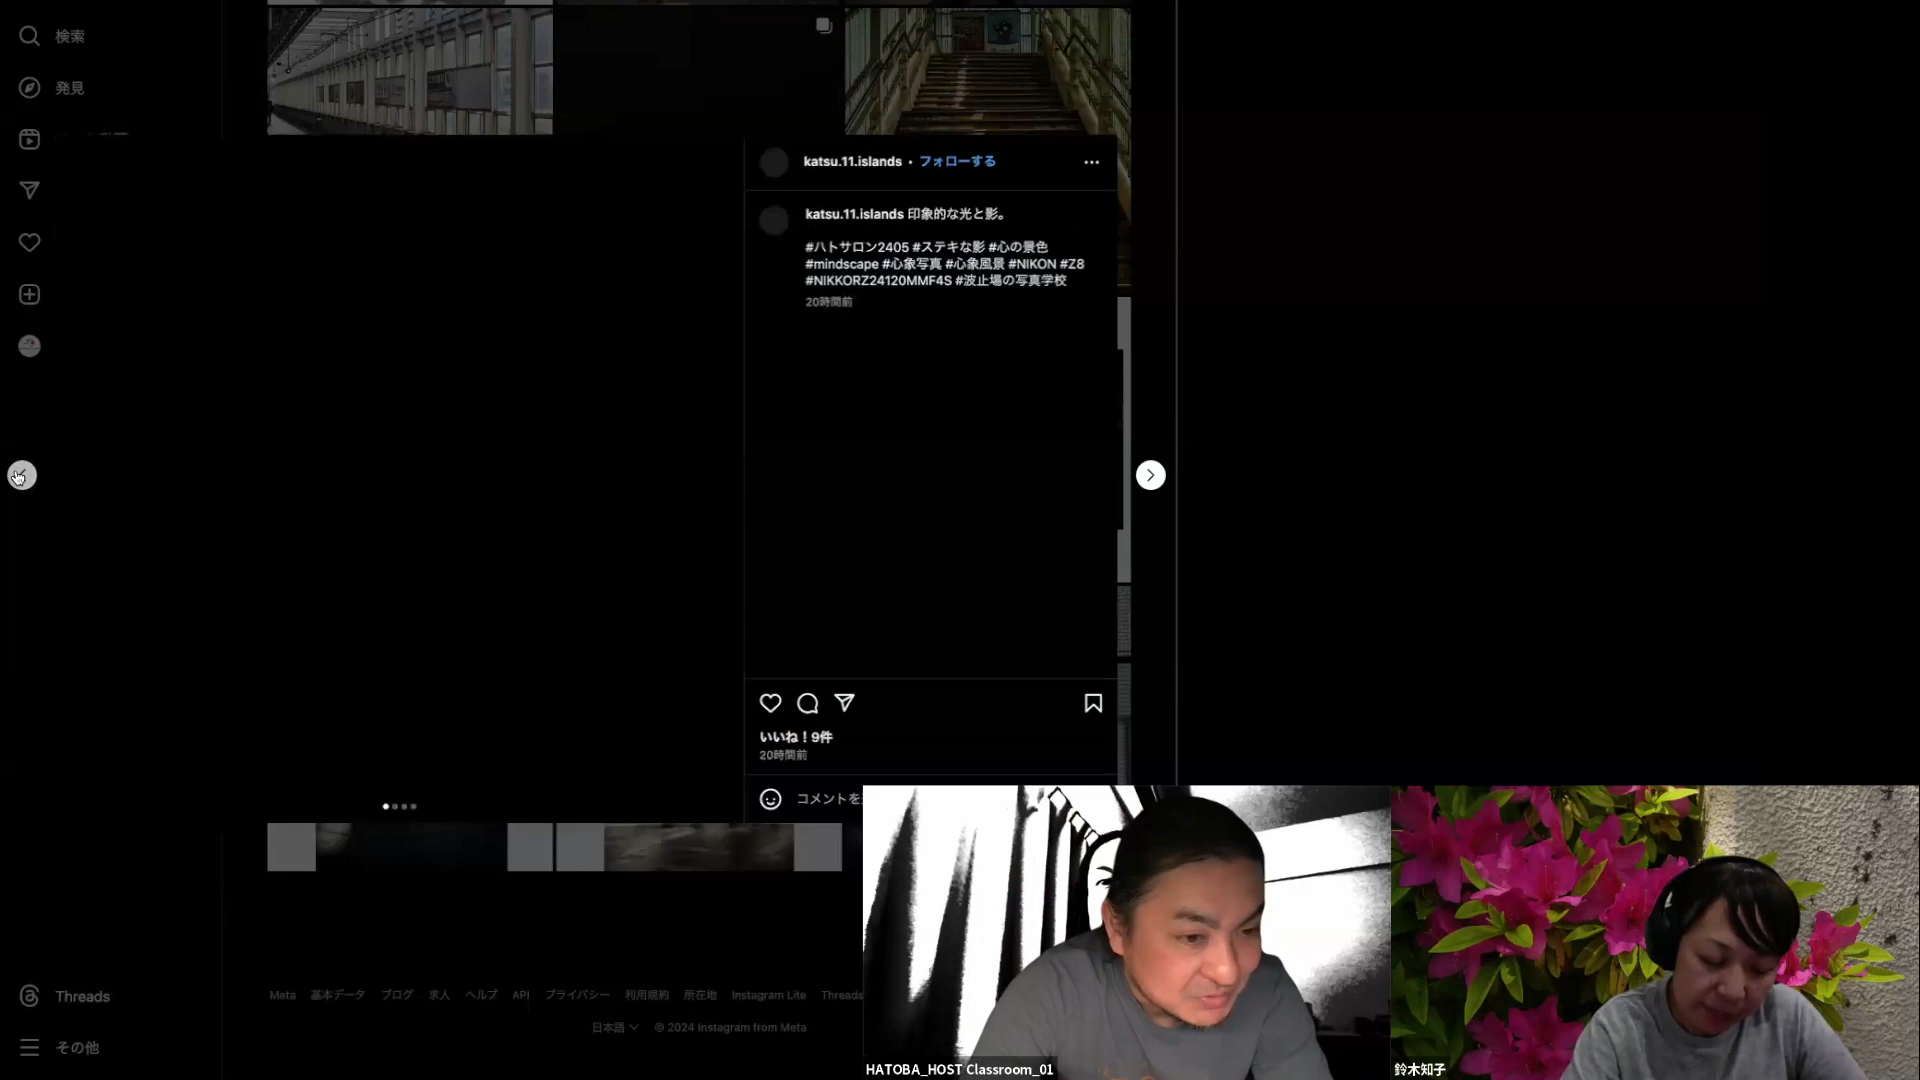 検索
発見
katsu.11.islands • フォローする
katsu.11.islands 印象的な光と影。
#ハトサロン2405 #ステキな影 #心の景色
#mindscape #心象写真 #心象風景 #NIKON #Z8
#NIKKORZ24120MMF4S #波止場の写真学校
20時間前
いいね！9件
20時間前
コメントを
Threads
その他
Meta 基本データ ブログ 求人 ヘルプ API プライバシー 利用規約 所在地 Instagram Lite Threads
日本語 © 2024 Instagram from Meta
HATOBA_HOST Classroom_01
鈴木知子